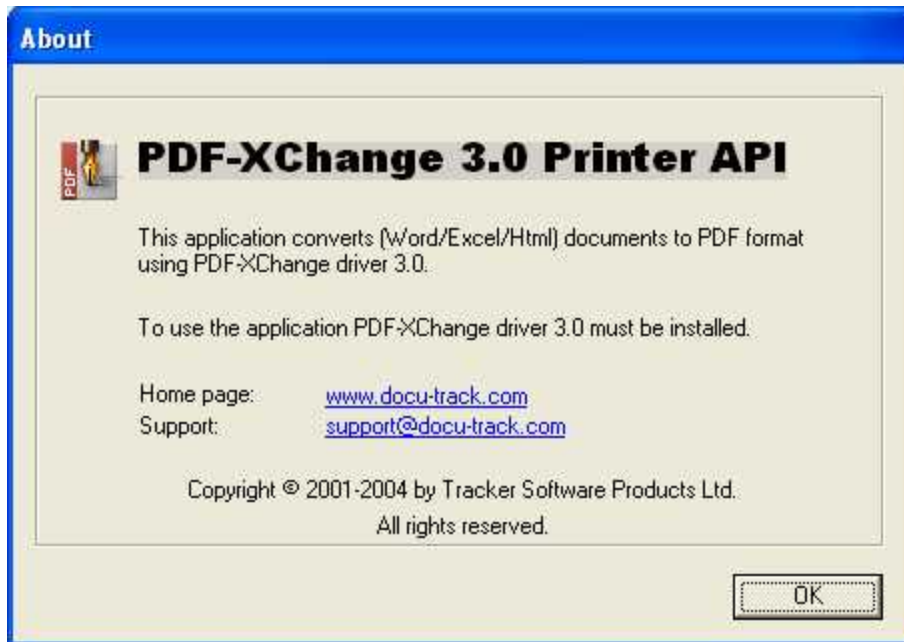 About
PDF
PDF-XChange 3.0 Printer API
This application converts (Word/Excel/Html) documents to PDF format
using PDF-XChange driver 3.0.
To use the application PDF-XChange driver 3.0 must be installed.
Home page: www.docu-track.com
Support: support@docu-track.com
Copyright © 2001-2004 by Tracker Software Products Ltd.
All rights reserved.
OK